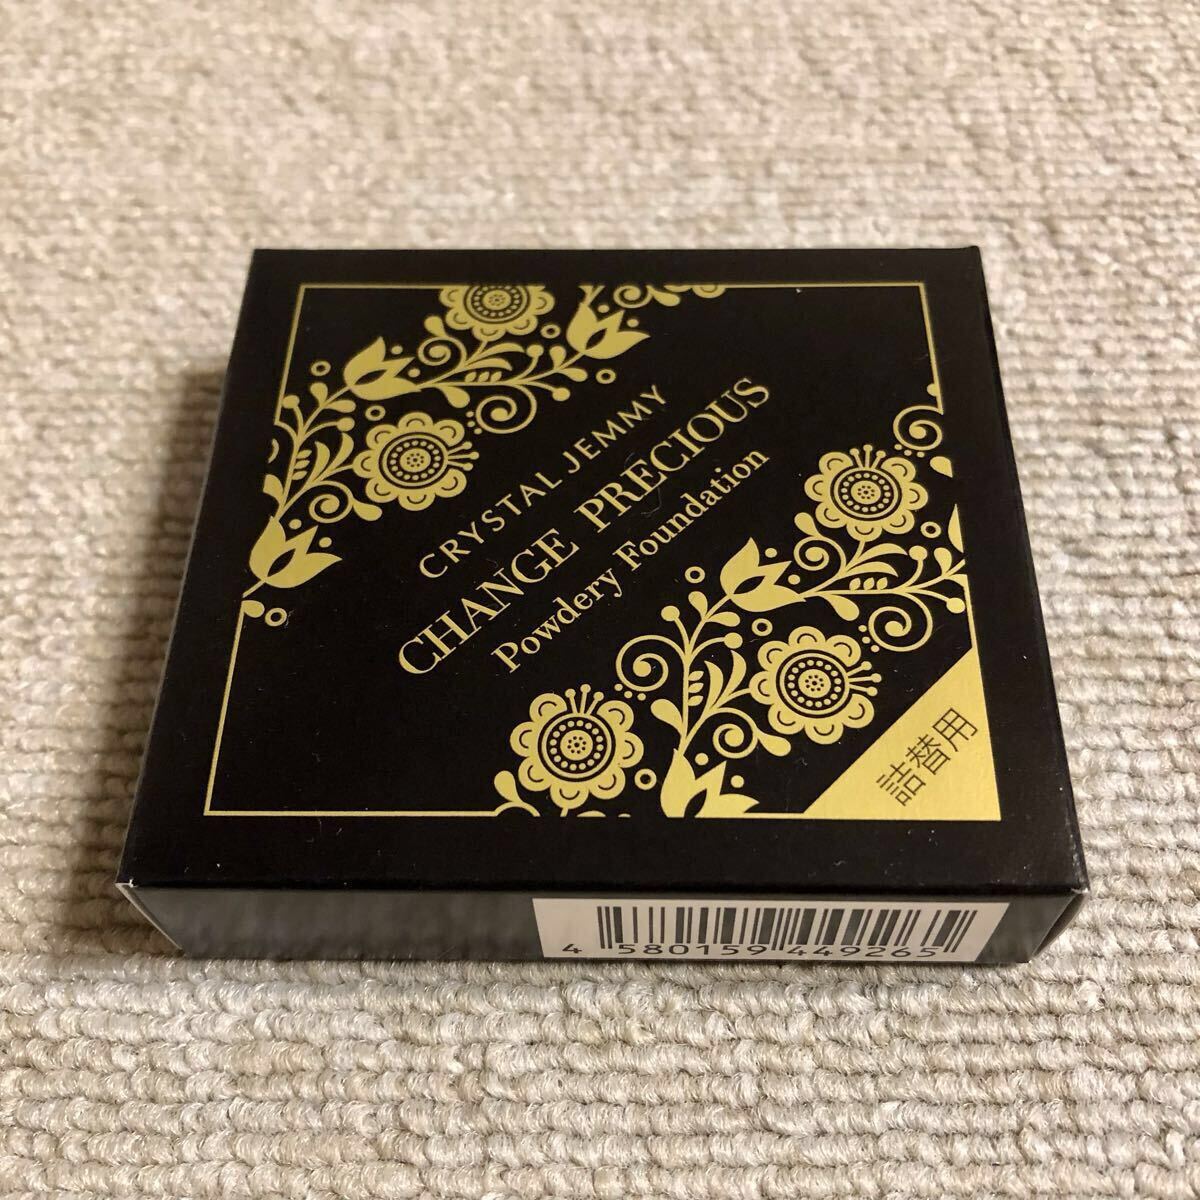 CRYSTAL JEMMY
CHANGE PRECIOUS
Powdery Foundation
詰替用
4 580159 449265